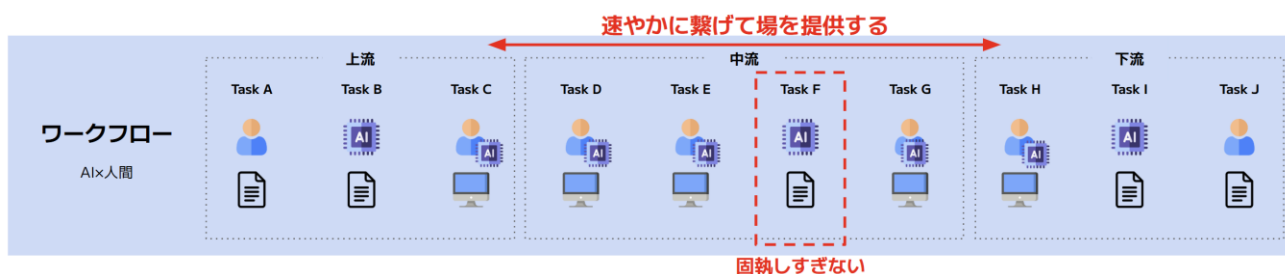 速やかに繋げて場を提供する
上流
中流
下流
Task A
Task B
Task C
Task D
Task E
Task F
Task G
Task H
Task I
Task J
ワークフロー
AI×人間
AI
AI
AI
AI
AI
AI
AI
AI
固執しすぎない